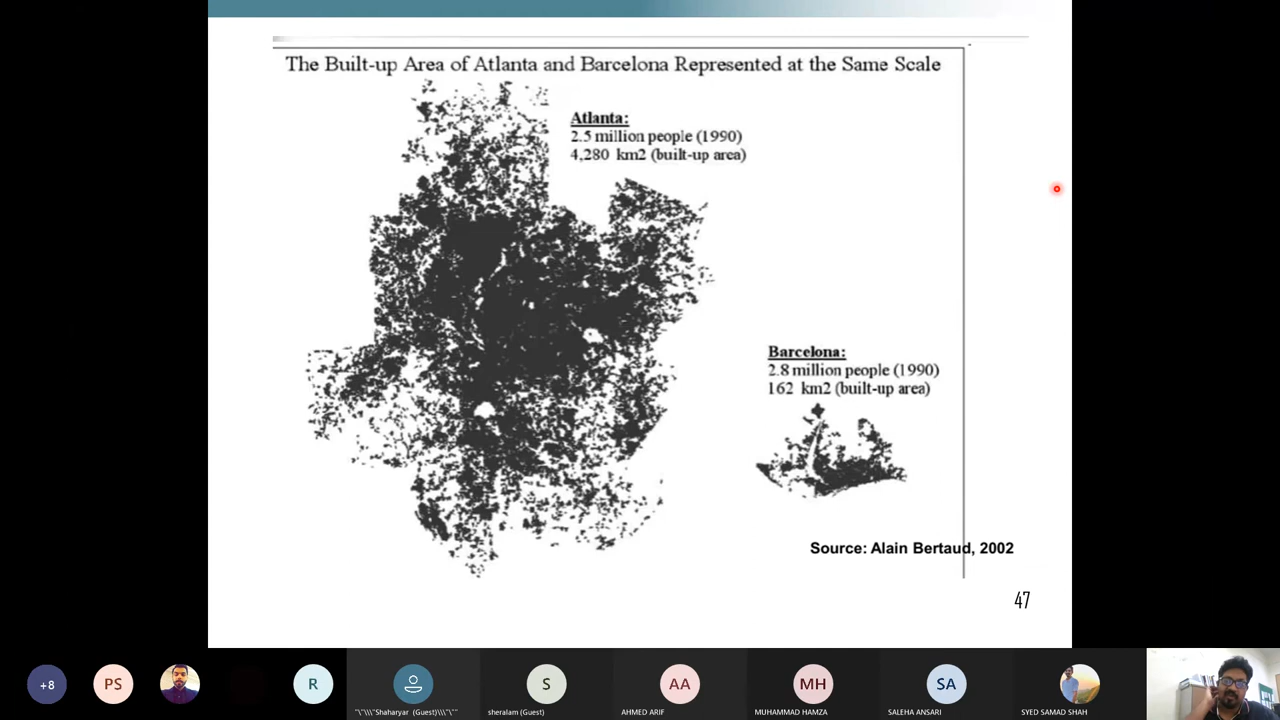 The Built-up Area of Atlanta and Barcelona Represented at the Same Scale
Atlanta:
2.5 million people (1990)
4,280 km2 (built-up area)
Barcelona:
2.8 million people (1990)
162 km2 (built-up area)
Source: Alain Bertaud, 2002
47
+8
PS
R
S
AA
MH
SA
"\"\\\"Shaharyar (Guest)\\\"\""
sheralam (Guest)
AHMED ARIF
MUHAMMAD HAMZA
SALEHA ANSARI
SYED SAMAD SHAH